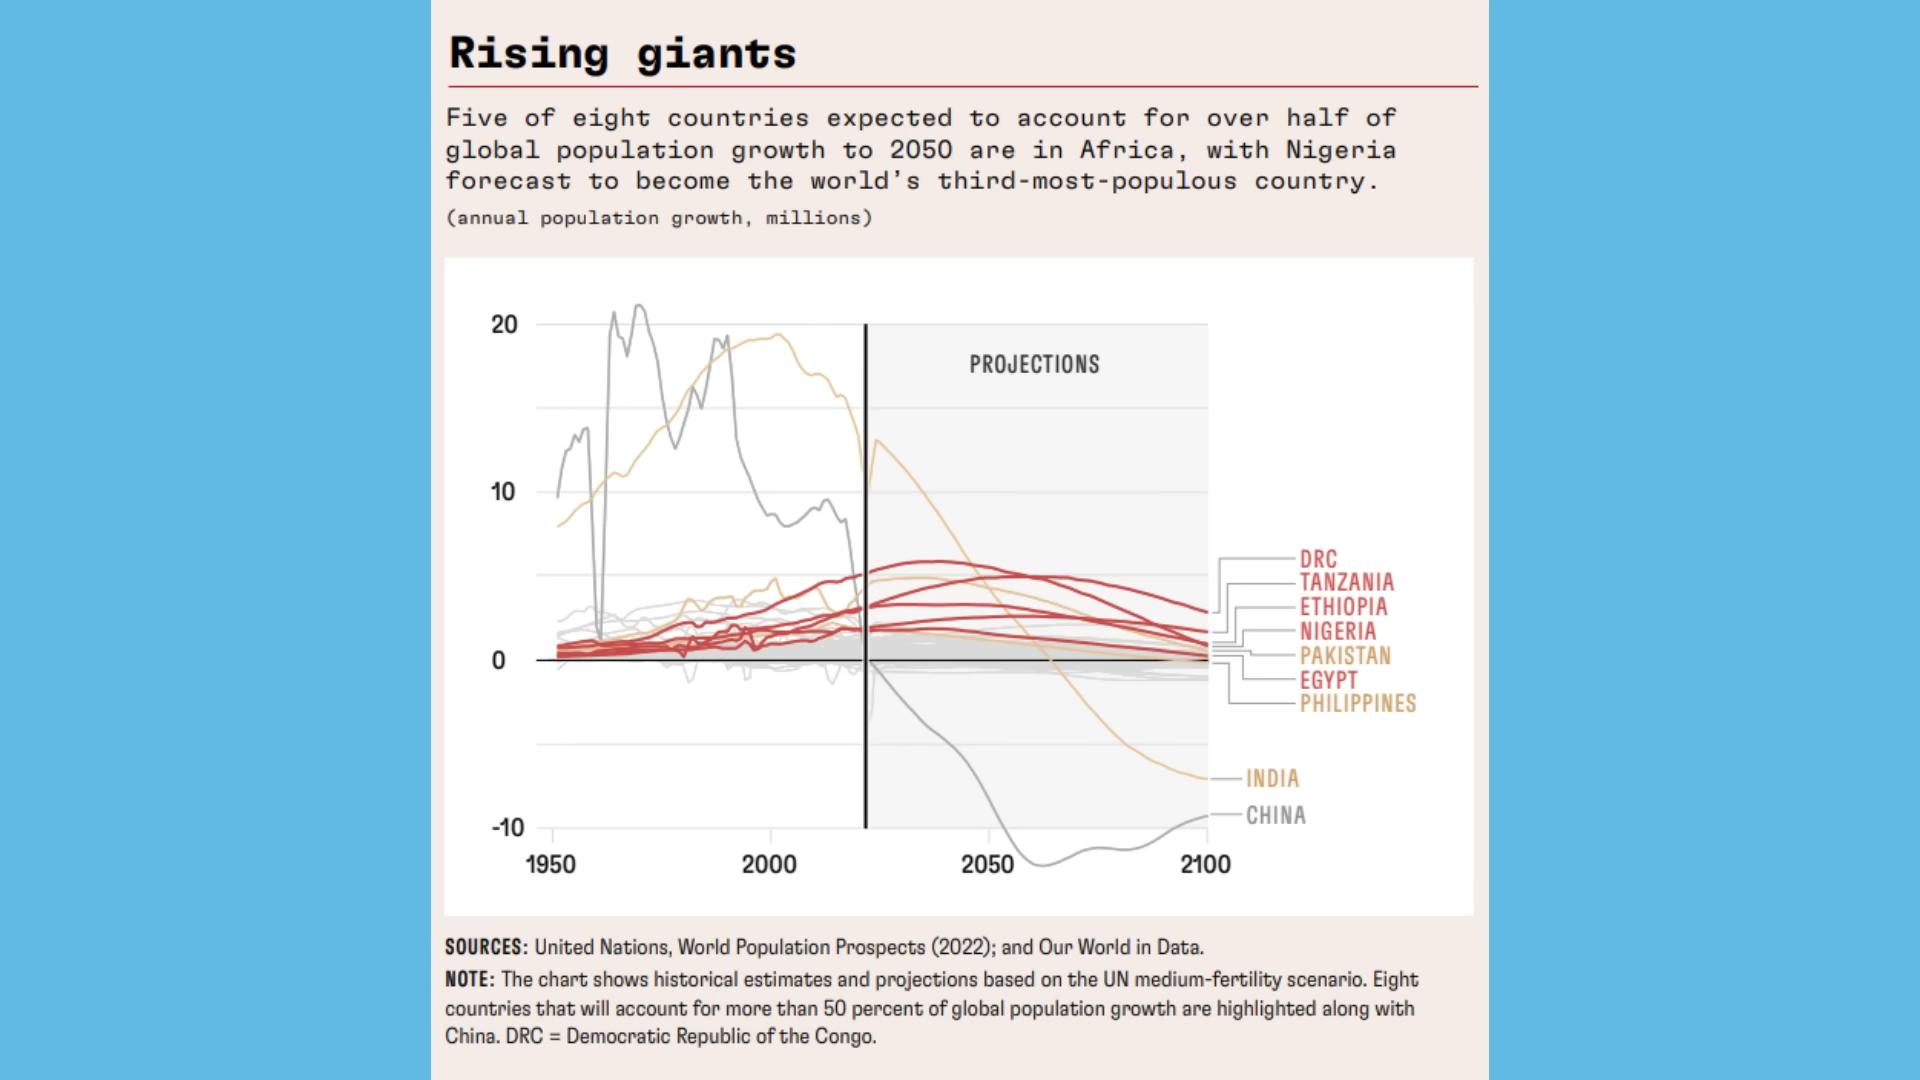 Rising giants
Five of eight countries expected to account for over half of
global population growth to 2050 are in Africa, with Nigeria
forecast to become the world's third-most-populous country.
(annual population growth, millions)
20
PROJECTIONS
10
DRC
TANZANIA
ETHIOPIA
NIGERIA
0
PAKISTAN
EGYPT
PHILIPPINES
INDIA
CHINA
-10
1950 2000 2050 2100
SOURCES: United Nations, World Population Prospects (2022); and Our World in Data.
NOTE: The chart shows historical estimates and projections based on the UN medium-fertility scenario. Eight
countries that will account for more than 50 percent of global population growth are highlighted along with
China. DRC = Democratic Republic of the Congo.